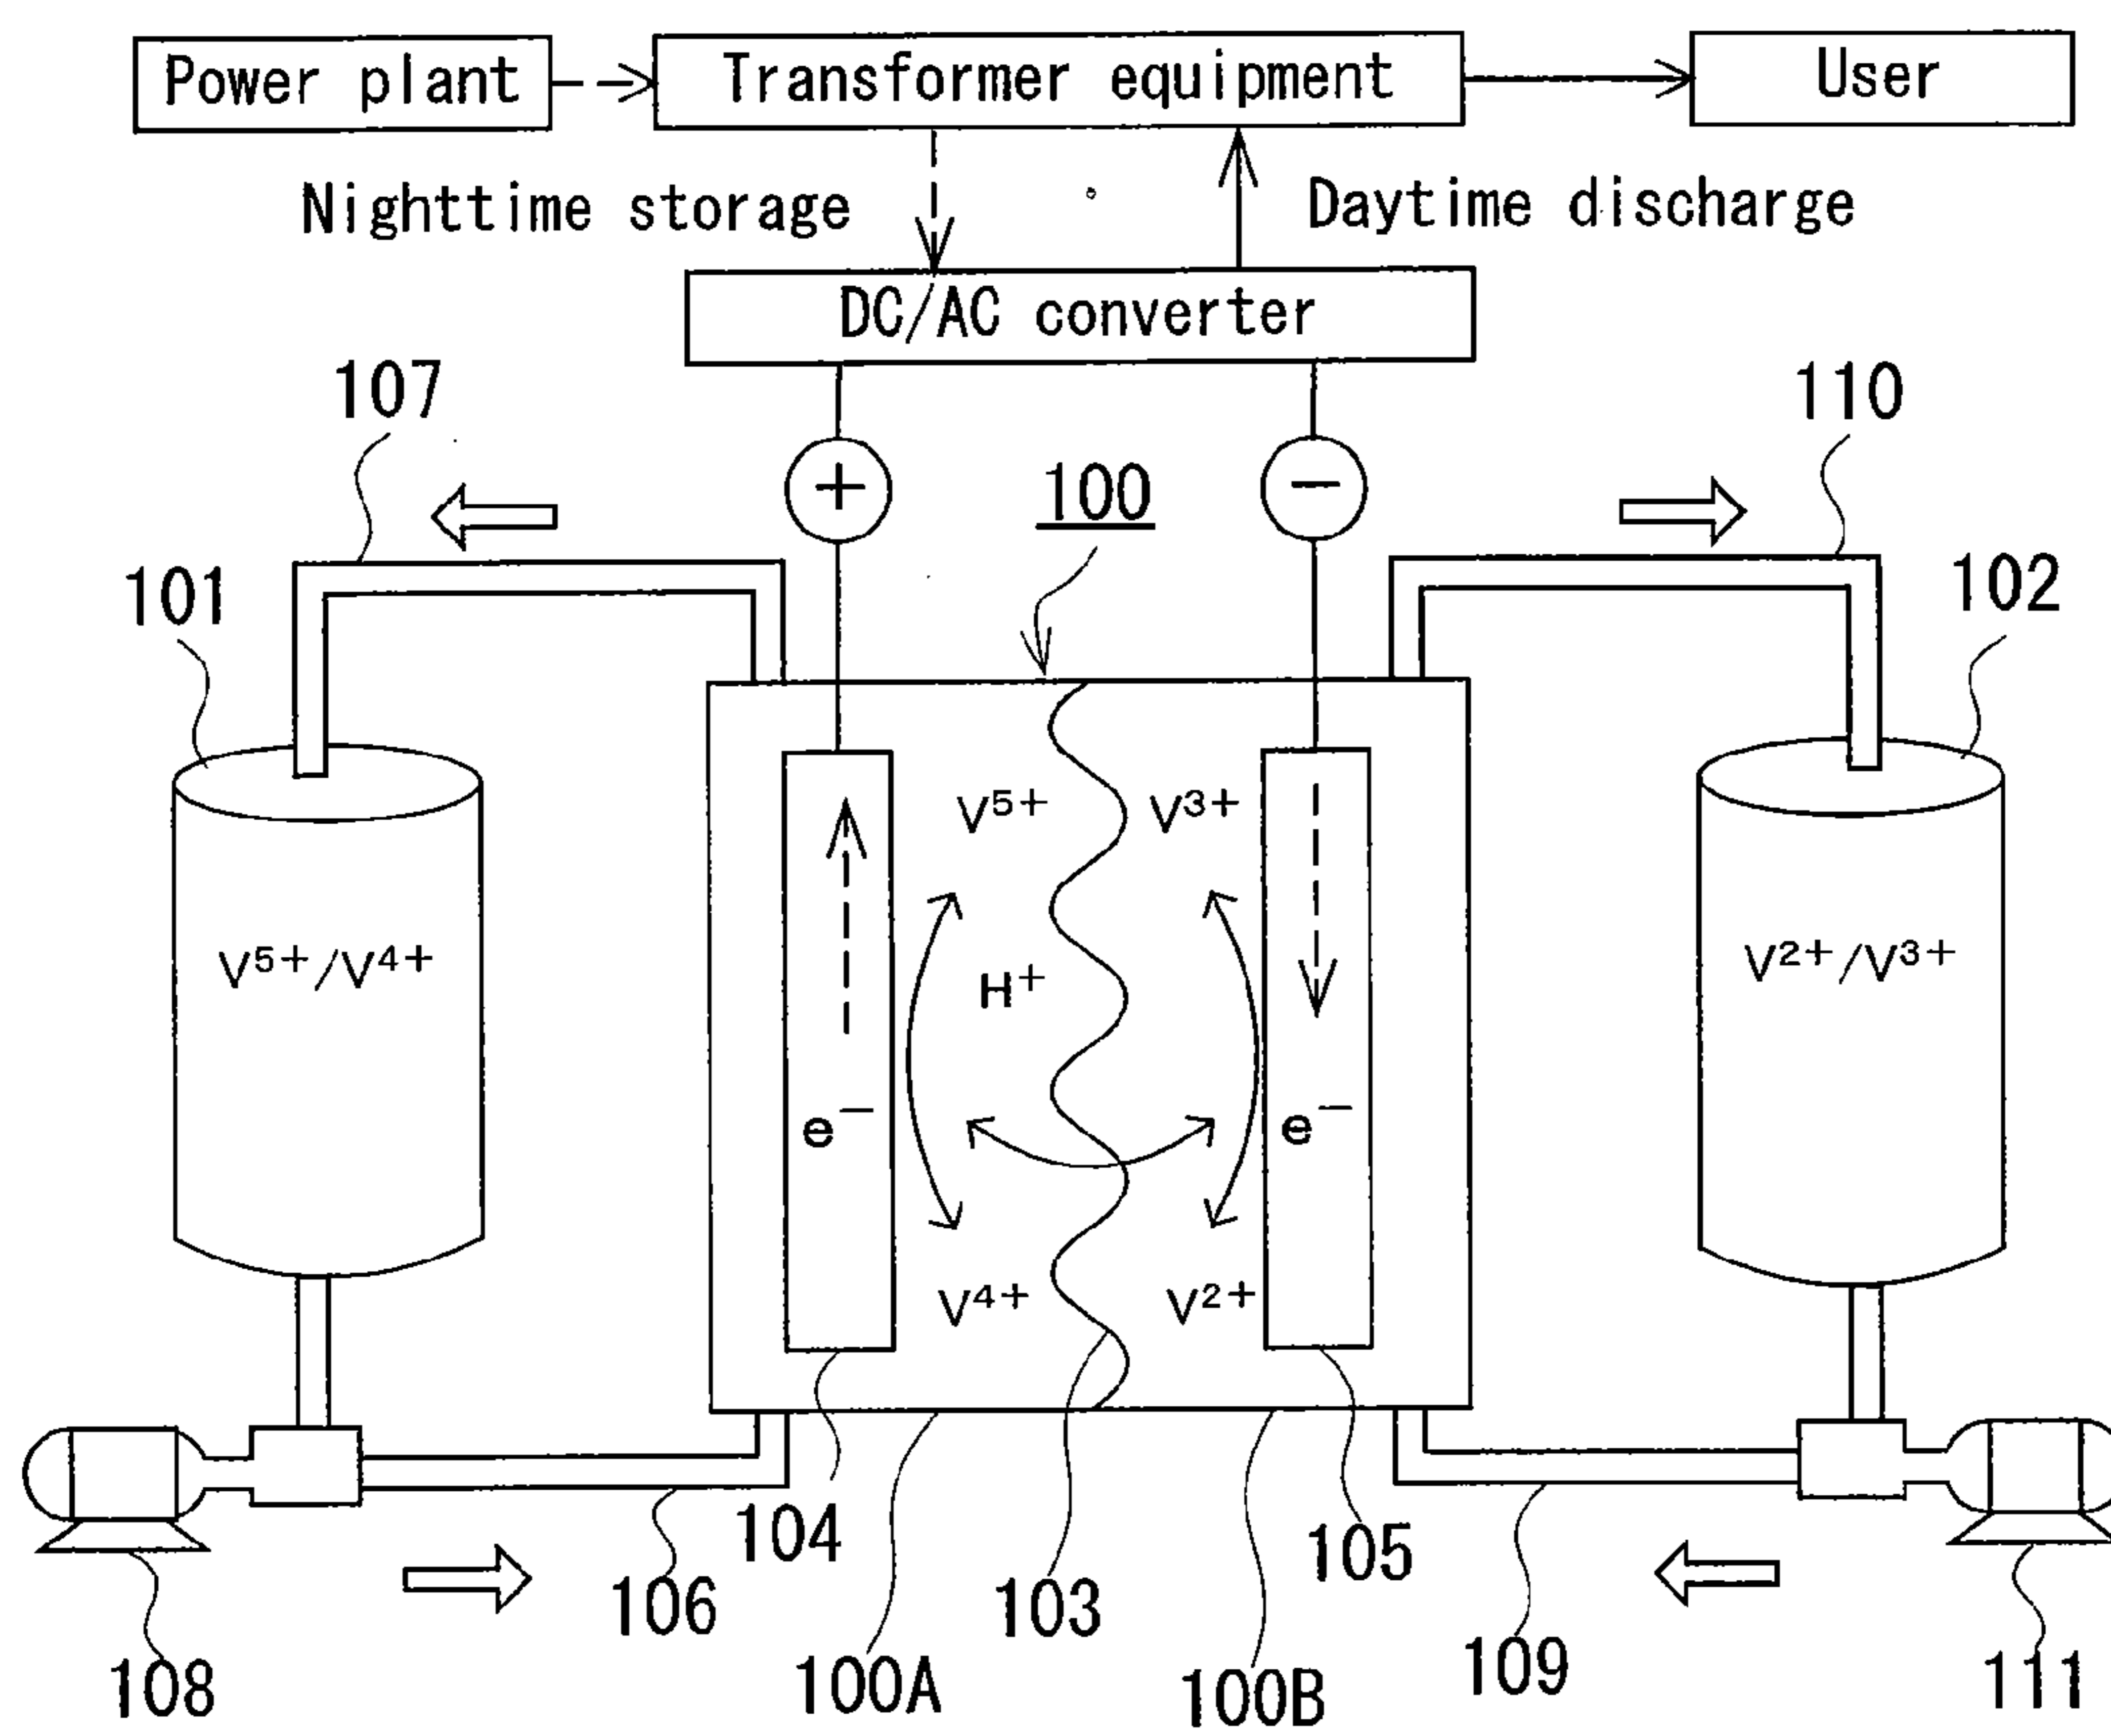 Power plant
Transformer equipment
User
Nighttime storage
Daytime discharge
DC/AC converter
107
110
+
100
−
101
102
V⁵⁺
V³⁺
V⁵⁺/V⁴⁺
H⁺
V²⁺/V³⁺
e⁻
e⁻
V⁴⁺
V²⁺
104
105
106
103
109
108
100A
100B
111